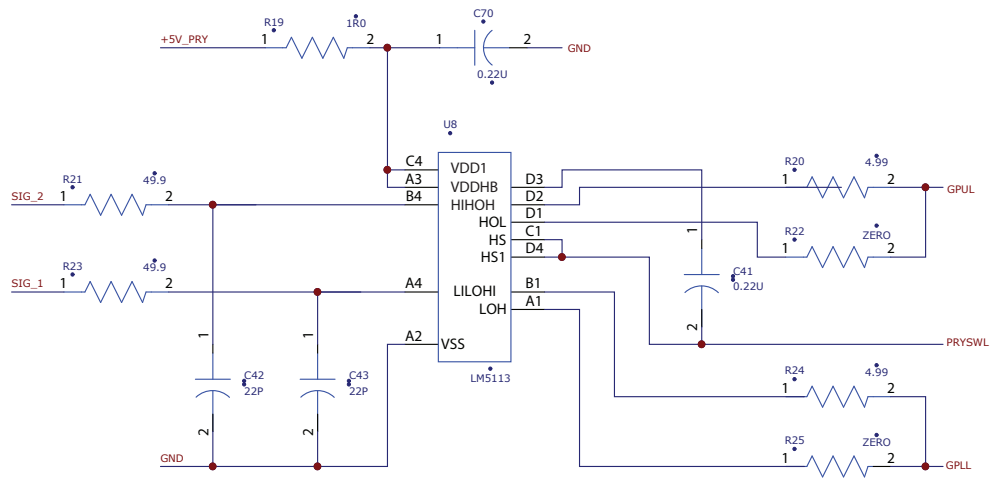 R19 1R0 C70
+5V_PRY 1 2 1 2 GND
0.22U
U8
C4 VDD1
A3 VDDHB D3
B4 HIHOH D2
HOL D1
HS C1
HS1 D4
A4 LILOHI B1
LOH A1
A2 VSS
LM5113
R21 49.9
SIG_2 1 2
R23 49.9
SIG_1 1 2
1 1
C42 C43
22P 22P
2 2
GND
R20 4.99
1 2 GPUL
R22 ZERO
1 2
1
C41
0.22U
2
PRYSWL
R24 4.99
1 2
R25 ZERO
1 2 GPLL